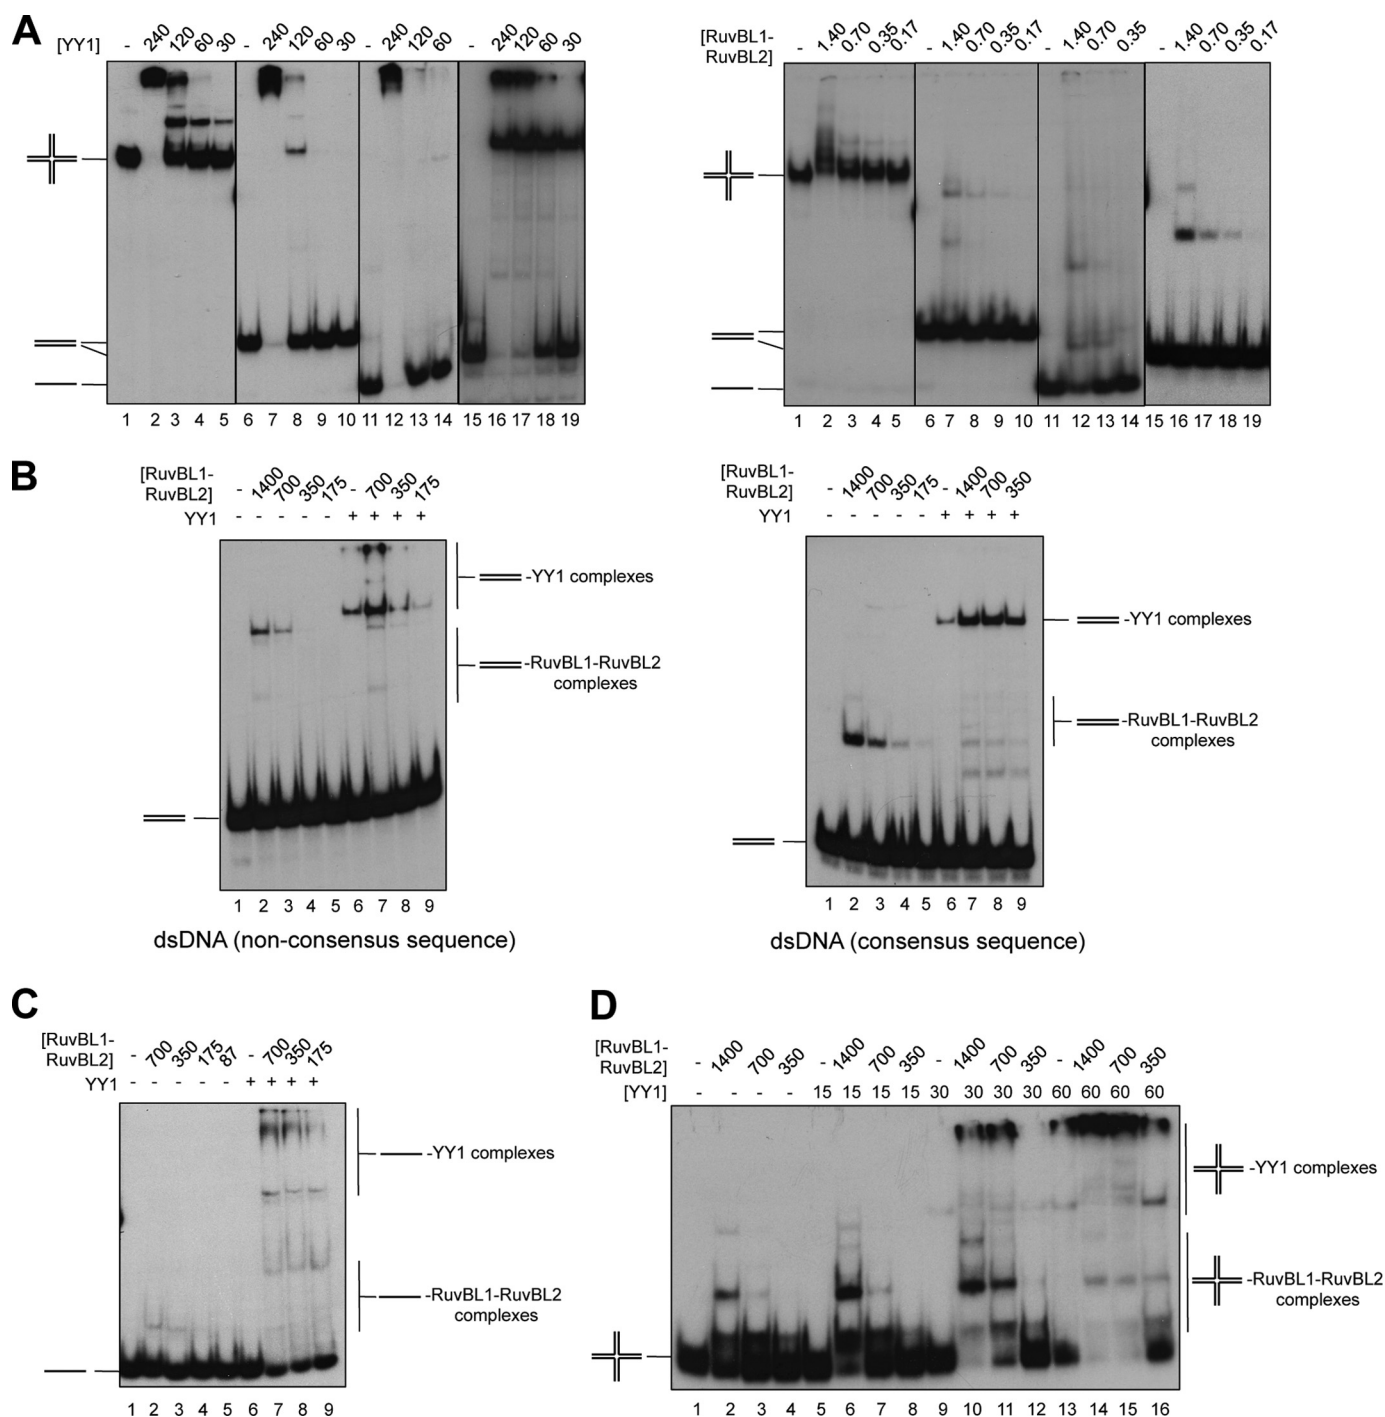 A
[YY1]
- 240 120 60 30 - 240 120 60 30 - 240 120 60 - 240 120 60 30
1 2 3 4 5 6 7 8 9 10 11 12 13 14 15 16 17 18 19
[RuvBL1-
RuvBL2]
- 1.40 0.70 0.35 0.17 - 1.40 0.70 0.35 0.17 - 1.40 0.70 0.35 - 1.40 0.70 0.35 0.17
1 2 3 4 5 6 7 8 9 10 11 12 13 14 15 16 17 18 19
B
[RuvBL1-
RuvBL2]
- 1400 700 350 175 - 700 350 175
YY1 - - - - - + + + +
-YY1 complexes
-RuvBL1-RuvBL2
complexes
1 2 3 4 5 6 7 8 9
dsDNA (non-consensus sequence)
[RuvBL1-
RuvBL2]
- 1400 700 350 175 - 1400 700 350
YY1 - - - - - + + + +
-YY1 complexes
-RuvBL1-RuvBL2
complexes
1 2 3 4 5 6 7 8 9
dsDNA (consensus sequence)
C
[RuvBL1-
RuvBL2]
- 700 350 175 87 - 700 350 175
YY1 - - - - - + + + +
-YY1 complexes
-RuvBL1-RuvBL2
complexes
1 2 3 4 5 6 7 8 9
D
[RuvBL1-
RuvBL2]
- 1400 700 350 - 1400 700 350 - 1400 700 350 - 1400 700 350
[YY1] - - - - 15 15 15 15 30 30 30 30 60 60 60 60
-YY1 complexes
-RuvBL1-RuvBL2
complexes
1 2 3 4 5 6 7 8 9 10 11 12 13 14 15 16